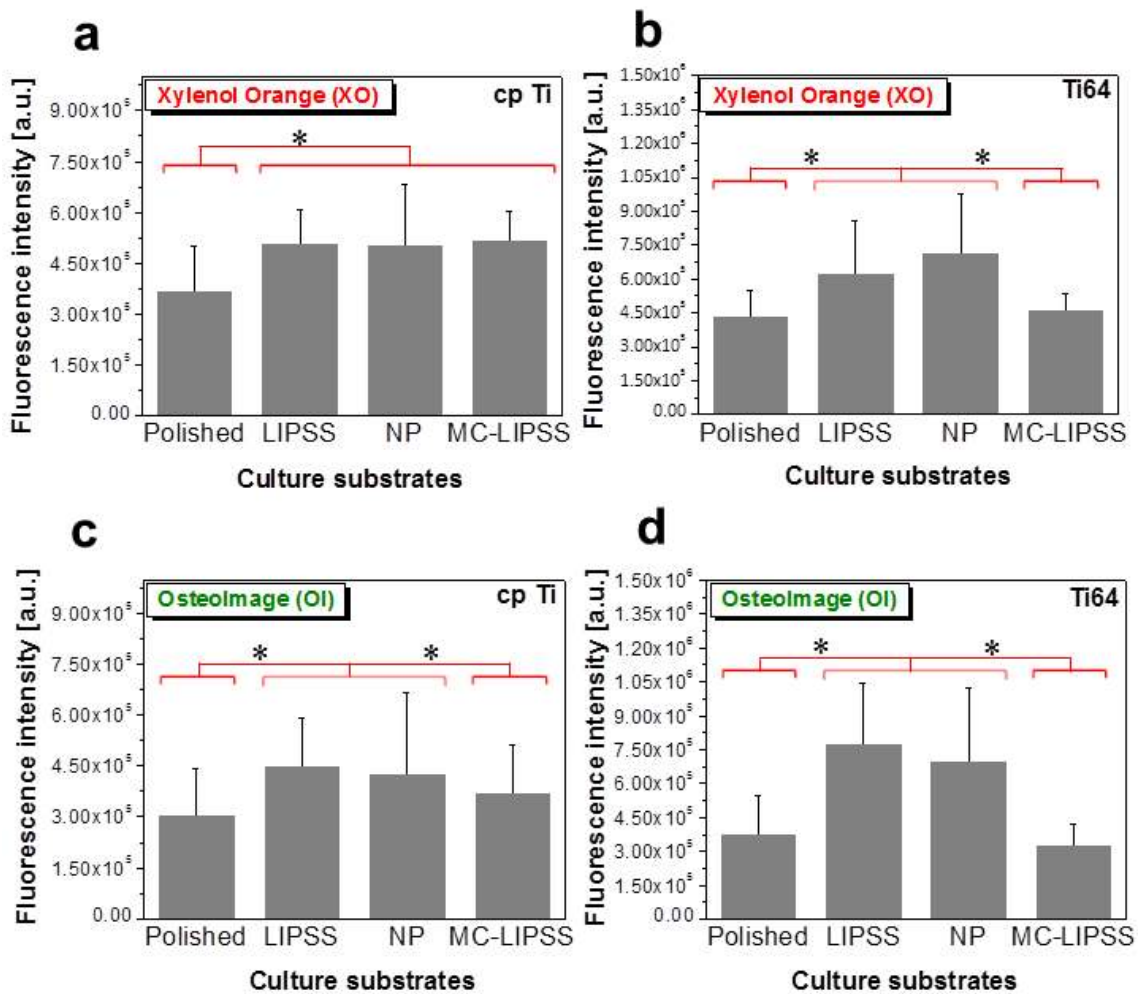 a
Xylenol Orange (XO)
cp Ti
Fluorescence intensity [a.u.]
9.00x10⁵
7.50x10⁵
6.00x10⁵
4.50x10⁵
3.00x10⁵
1.50x10⁵
0.00
*
Polished LIPSS NP MC-LIPSS
Culture substrates
b
Xylenol Orange (XO)
Ti64
Fluorescence intensity [a.u.]
1.50x10⁶
1.35x10⁶
1.20x10⁶
1.05x10⁶
9.00x10⁵
7.50x10⁵
6.00x10⁵
4.50x10⁵
3.00x10⁵
1.50x10⁵
0.00
* *
Polished LIPSS NP MC-LIPSS
Culture substrates
c
OsteoImage (OI)
cp Ti
Fluorescence intensity [a.u.]
9.00x10⁵
7.50x10⁵
6.00x10⁵
4.50x10⁵
3.00x10⁵
1.50x10⁵
0.00
* *
Polished LIPSS NP MC-LIPSS
Culture substrates
d
OsteoImage (OI)
Ti64
Fluorescence intensity [a.u.]
1.50x10⁶
1.35x10⁶
1.20x10⁶
1.05x10⁶
9.00x10⁵
7.50x10⁵
6.00x10⁵
4.50x10⁵
3.00x10⁵
1.50x10⁵
0.00
* *
Polished LIPSS NP MC-LIPSS
Culture substrates